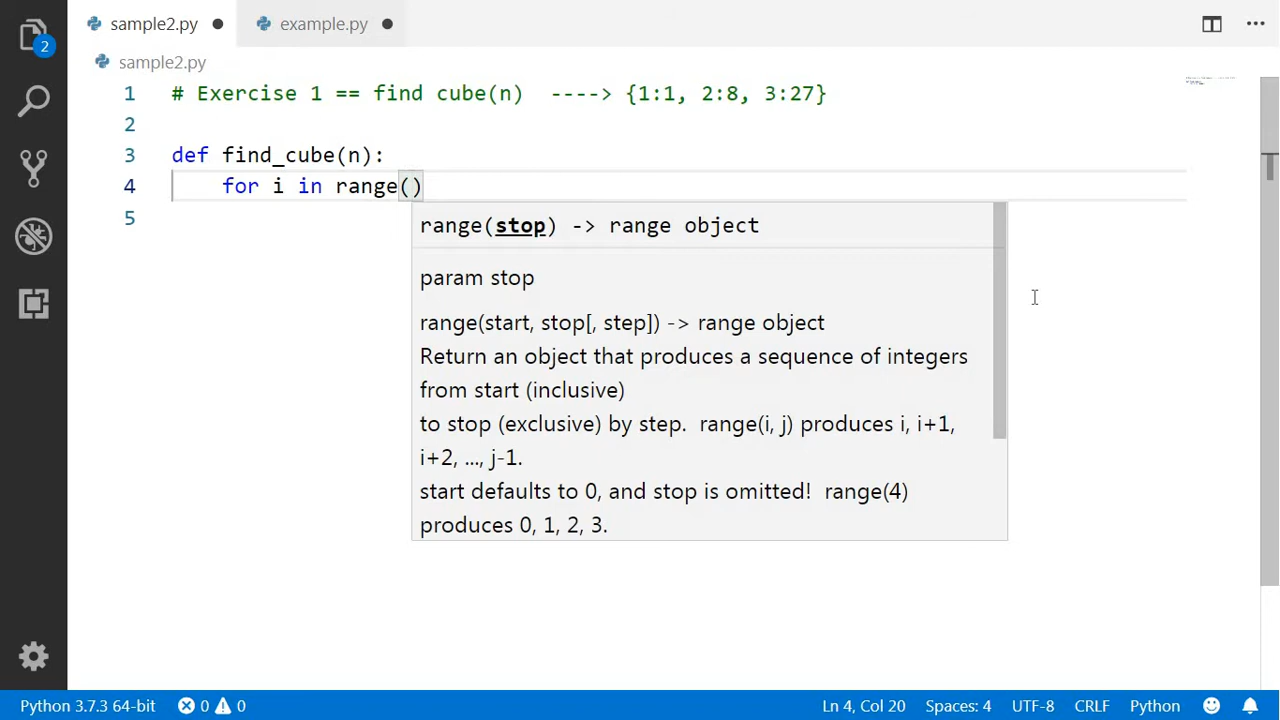 sample2.py
example.py
2
sample2.py
1 # Exercise 1 == find cube(n) ----> {1:1, 2:8, 3:27}
2
3 def find_cube(n):
4 for i in range()
5
range(stop) -> range object
param stop
range(start, stop[, step]) -> range object
Return an object that produces a sequence of integers
from start (inclusive)
to stop (exclusive) by step. range(i, j) produces i, i+1,
i+2, ..., j-1.
start defaults to 0, and stop is omitted! range(4)
produces 0, 1, 2, 3.
Python 3.7.3 64-bit 0 0 Ln 4, Col 20 Spaces: 4 UTF-8 CRLF Python